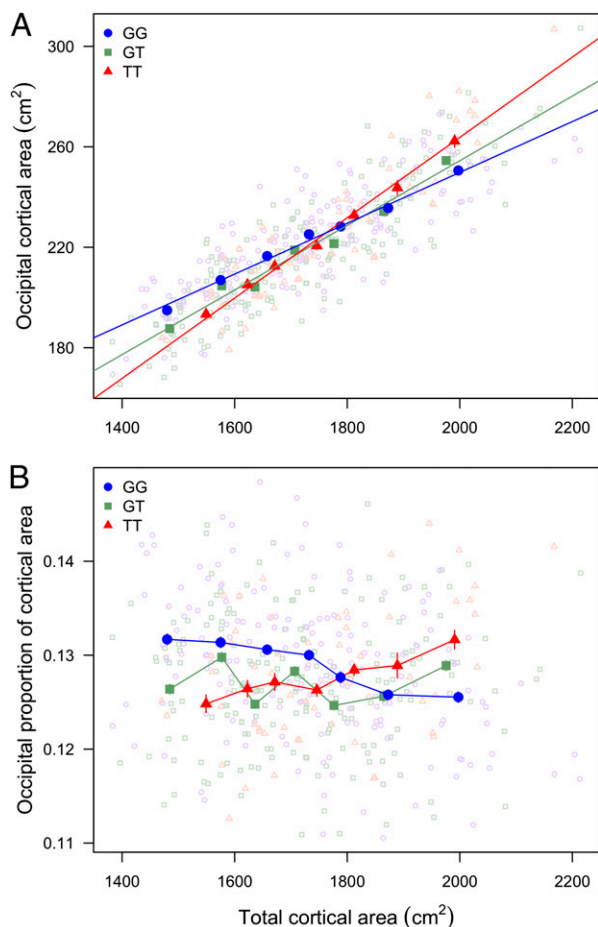 A
GG
GT
TT
Occipital cortical area (cm²)
300
260
220
180
1400 1600 1800 2000 2200
B
GG
GT
TT
Occipital proportion of cortical area
0.14
0.13
0.12
0.11
1400 1600 1800 2000 2200
Total cortical area (cm²)